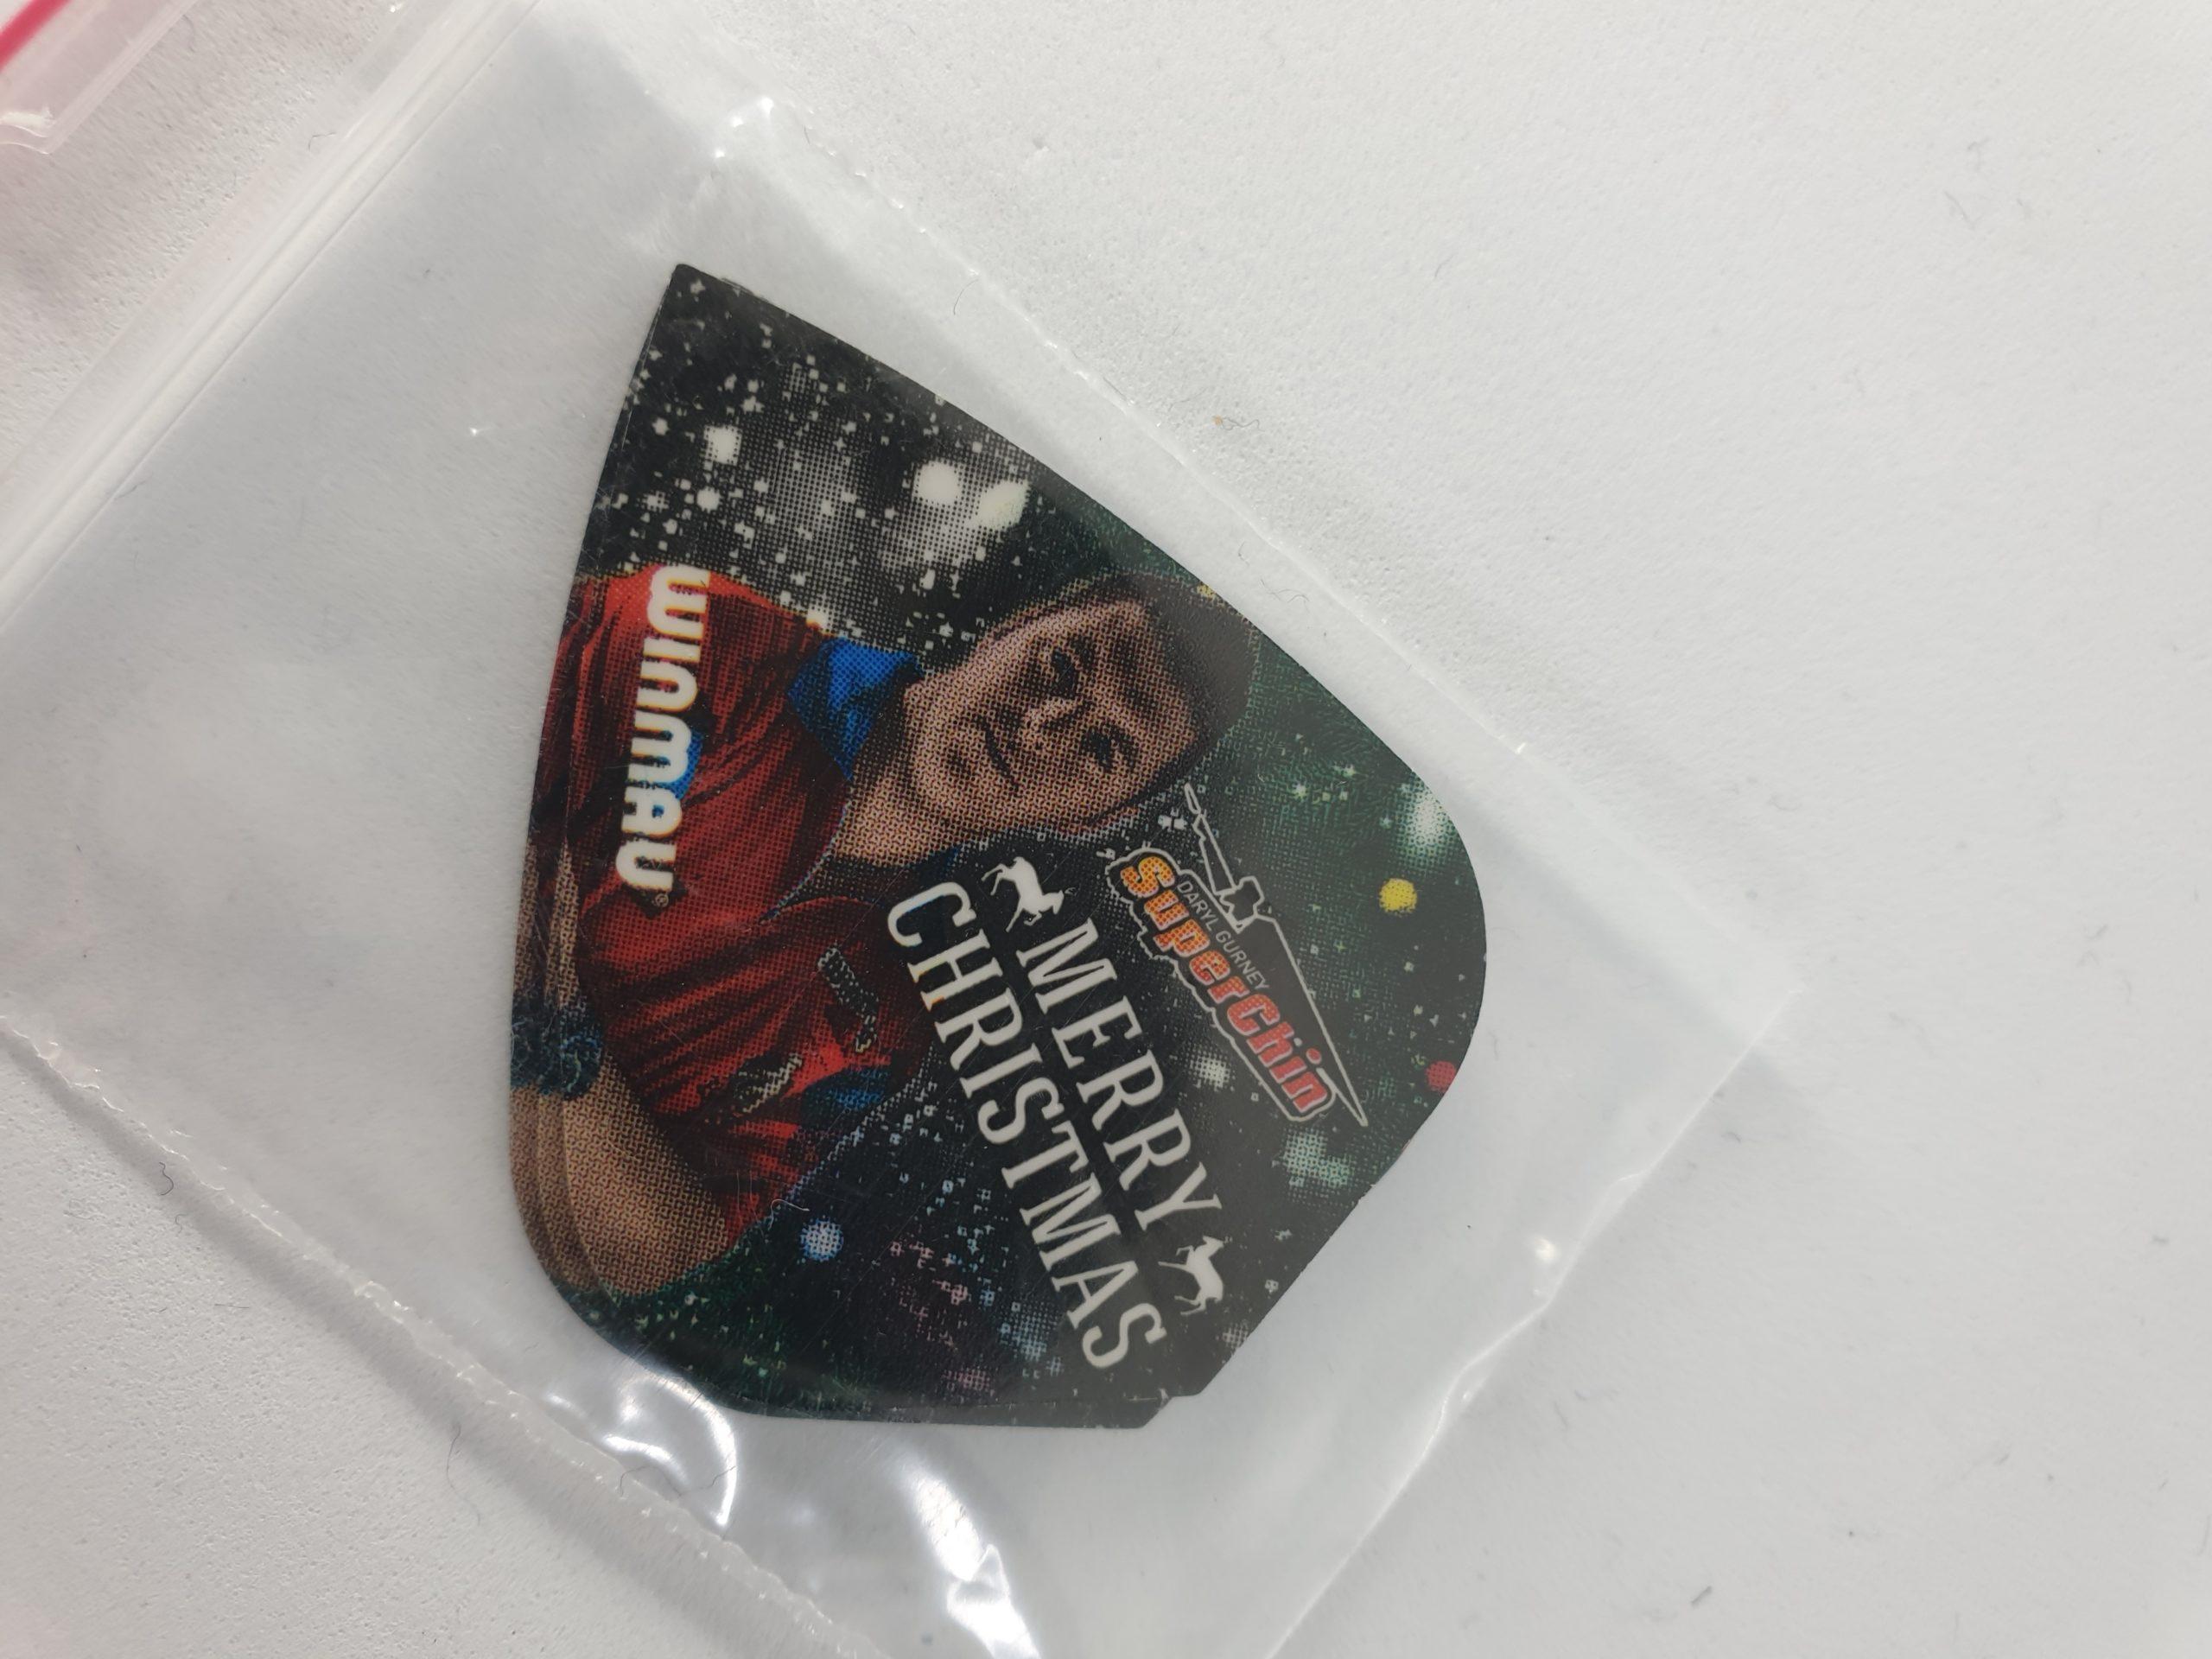 DARYL GURNEY
SuperChin
MERRY
CHRISTMAS
WINMAU®